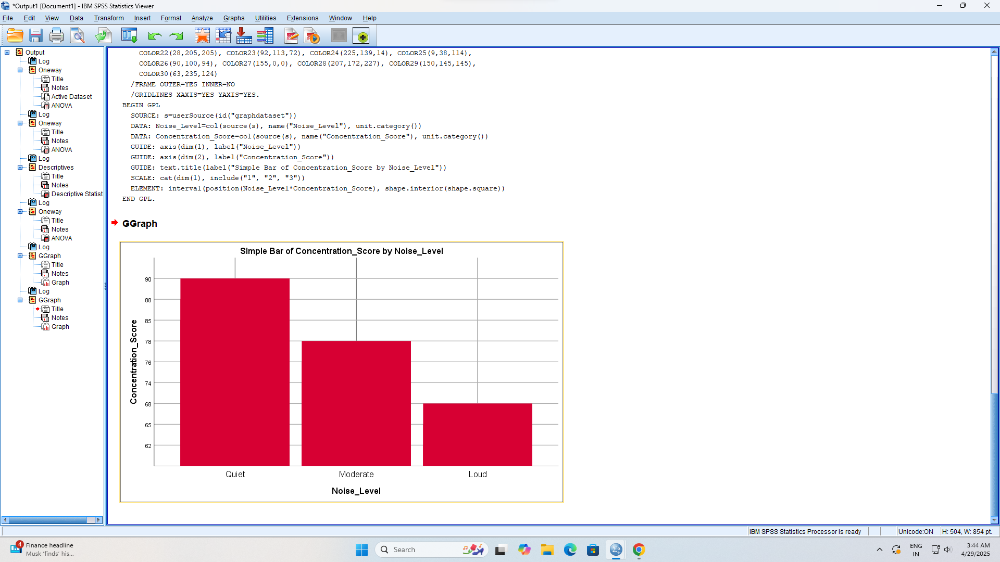 *Output1 [Document1] - IBM SPSS Statistics Viewer
File Edit View Data Transform Insert Format Analyze Graphs Utilities Extensions Window Help
Output
Log
Oneway
Title
Notes
Active Dataset
ANOVA
Log
Oneway
Title
Notes
ANOVA
Log
Descriptives
Title
Notes
Descriptive Statist
Log
Oneway
Title
Notes
ANOVA
Log
GGraph
Title
Notes
Graph
Log
GGraph
Title
Notes
Graph
COLOR22(28,205,205), COLOR23(92,113,72), COLOR24(225,139,14), COLOR25(9,38,114),
COLOR26(90,100,94), COLOR27(155,0,0), COLOR28(207,172,227), COLOR29(150,145,145),
COLOR30(63,235,124)
/FRAME OUTER=YES INNER=NO
/GRIDLINES XAXIS=YES YAXIS=YES.
BEGIN GPL
SOURCE: s=userSource(id("graphdataset"))
DATA: Noise_Level=col(source(s), name("Noise_Level"), unit.category())
DATA: Concentration_Score=col(source(s), name("Concentration_Score"), unit.category())
GUIDE: axis(dim(1), label("Noise_Level"))
GUIDE: axis(dim(2), label("Concentration_Score"))
GUIDE: text.title(label("Simple Bar of Concentration_Score by Noise_Level"))
SCALE: cat(dim(1), include("1", "2", "3"))
ELEMENT: interval(position(Noise_Level*Concentration_Score), shape.interior(shape.square))
END GPL.
GGraph
Simple Bar of Concentration_Score by Noise_Level
Concentration_Score
90
88
85
78
76
74
68
65
62
Quiet Moderate Loud
Noise_Level
IBM SPSS Statistics Processor is ready Unicode:ON H: 504, W: 854 pt.
4
Finance headline
Musk 'finds' his...
Search
ENG
IN
3:44 AM
4/29/2025